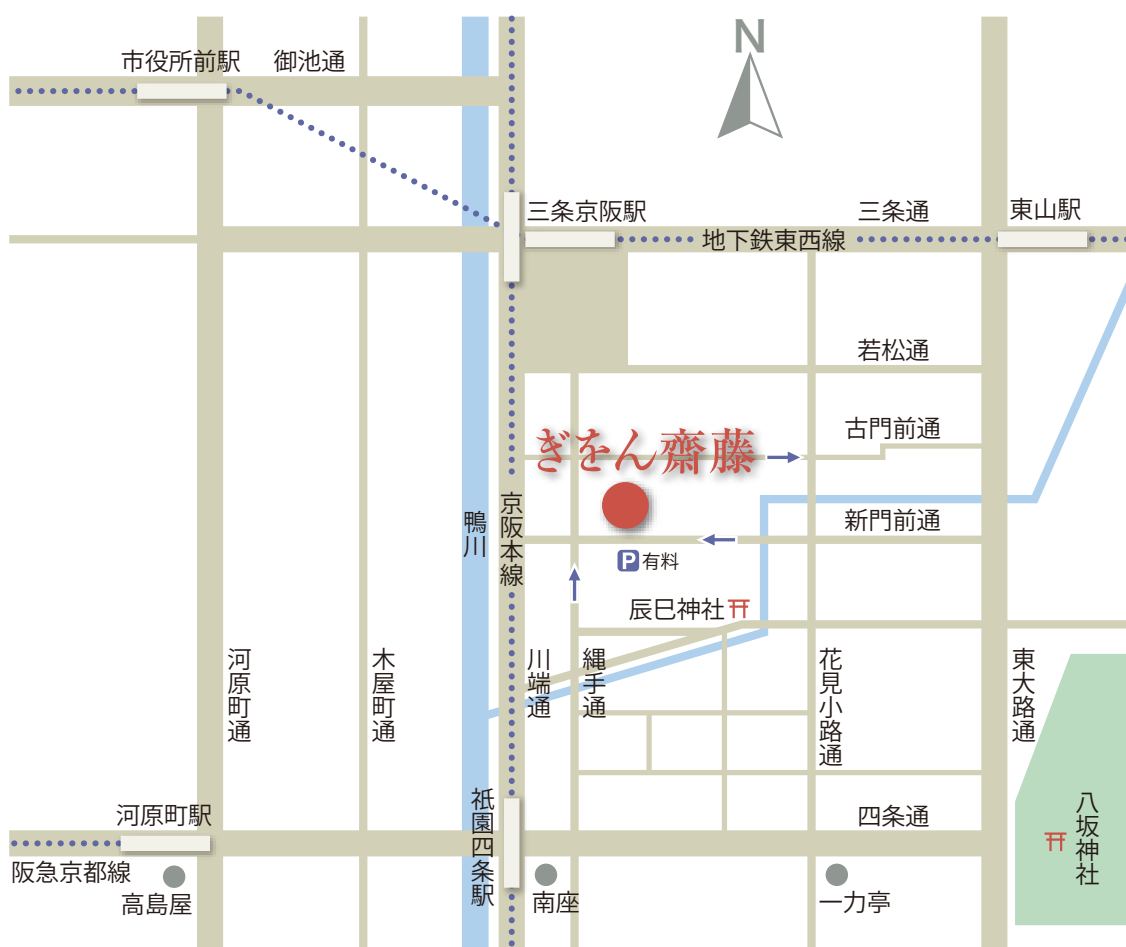 N
市役所前駅
御池通
三条京阪駅
三条通
東山駅
地下鉄東西線
若松通
古門前通
ぎをん齋藤
新門前通
鴨川
京阪本線
P有料
辰巳神社
河原町通
木屋町通
川端通
縄手通
花見小路通
東大路通
河原町駅
祇園四条駅
四条通
八坂神社
阪急京都線
高島屋
南座
一力亭